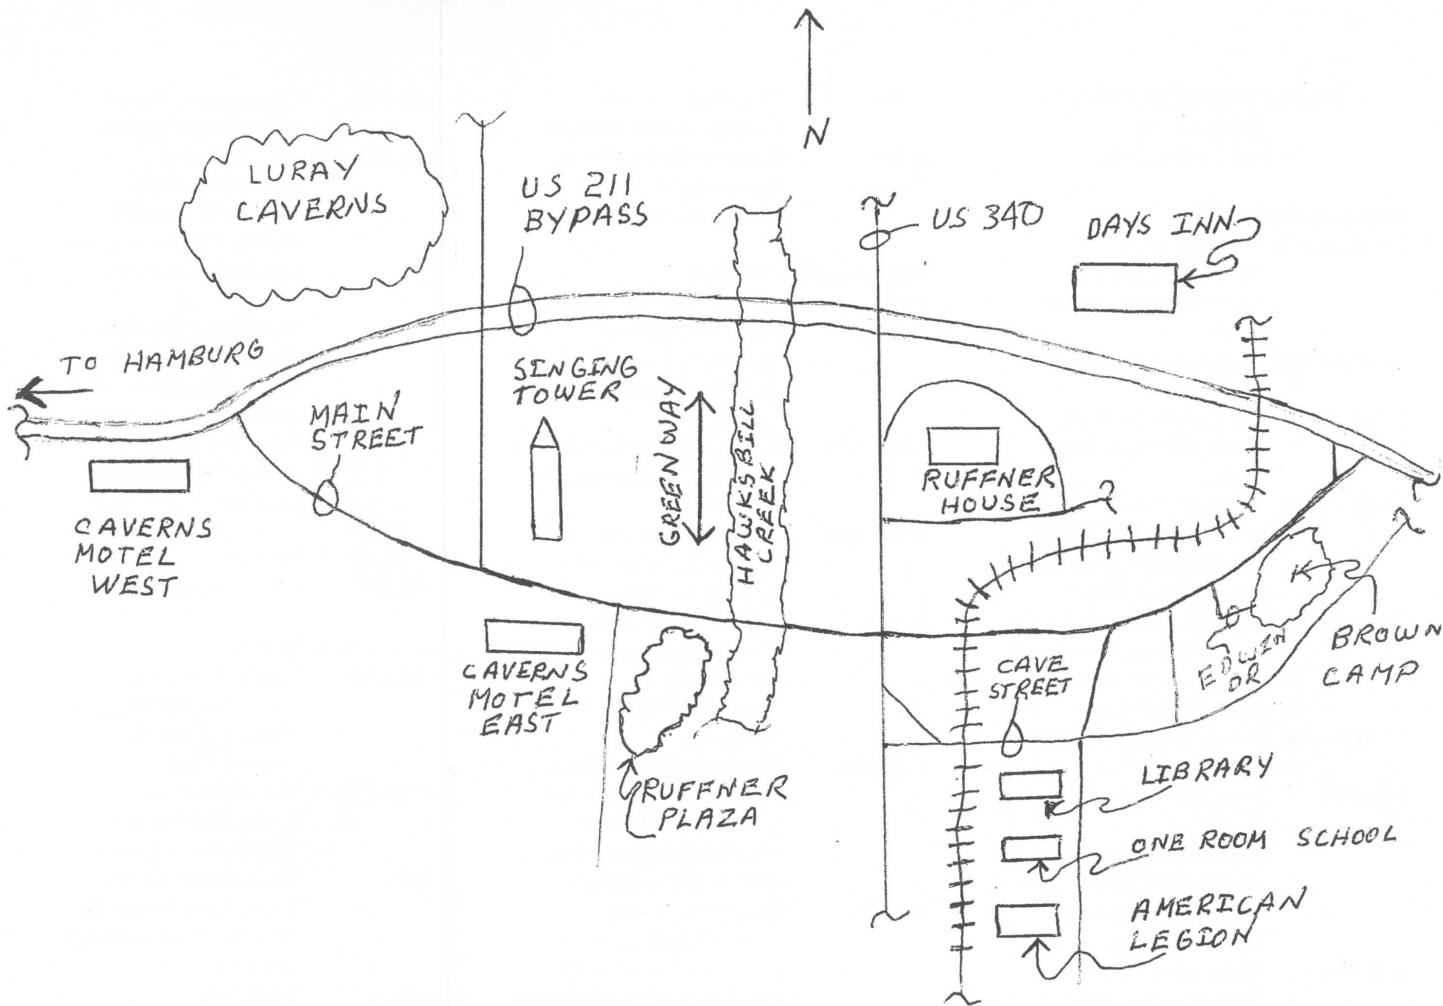 N
LURAY
CAVERNS
US 211
BYPASS
US 340
DAYS INN
TO HAMBURG
MAIN
STREET
SINGING
TOWER
GREENWAY
HAWKSBILL
CREEK
RUFFNER
HOUSE
CAVERNS
MOTEL
WEST
CAVERNS
MOTEL
EAST
RUFFNER
PLAZA
CAVE
STREET
EDWIN
DR
BROWN
CAMP
LIBRARY
ONE ROOM SCHOOL
AMERICAN
LEGION